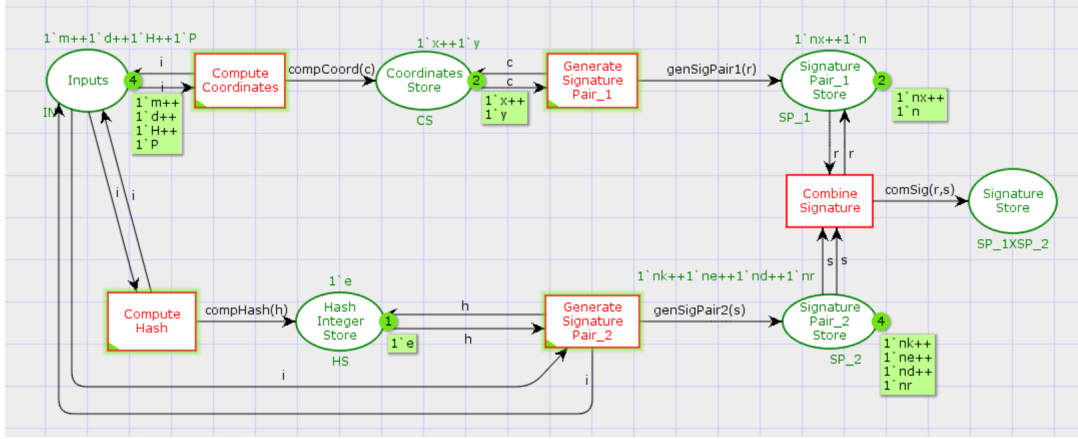 1`m++1`d++1`H++1`P
Inputs
IN
4
1`m++
1`d++
1`H++
1`P
i
i
Compute
Coordinates
compCoord(c)
1`x++1`y
Coordinates
Store
CS
2
1`x++
1`y
c
c
Generate
Signature
Pair_1
genSigPair1(r)
1`nx++1`n
Signature
Pair_1
Store
SP_1
2
1`nx++
1`n
r
r
Combine
Signature
comSig(r,s)
Signature
Store
SP_1XSP_2
s
s
i
i
Compute
Hash
compHash(h)
1`e
Hash
Integer
Store
HS
1
1`e
h
h
Generate
Signature
Pair_2
genSigPair2(s)
1`nk++1`ne++1`nd++1`nr
Signature
Pair_2
Store
SP_2
4
1`nk++
1`ne++
1`nd++
1`nr
i
i